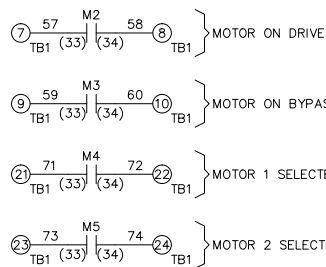 M2
7 57 58 8 MOTOR ON DRIVE
TB1 (33) (34) TB1
M3
9 59 60 10 MOTOR ON BYPAS
TB1 (33) (34) TB1
M4
21 71 72 22 MOTOR 1 SELECTE
TB1 (33) (34) TB1
M5
23 73 74 24 MOTOR 2 SELECT
TB1 (33) (34) TB1